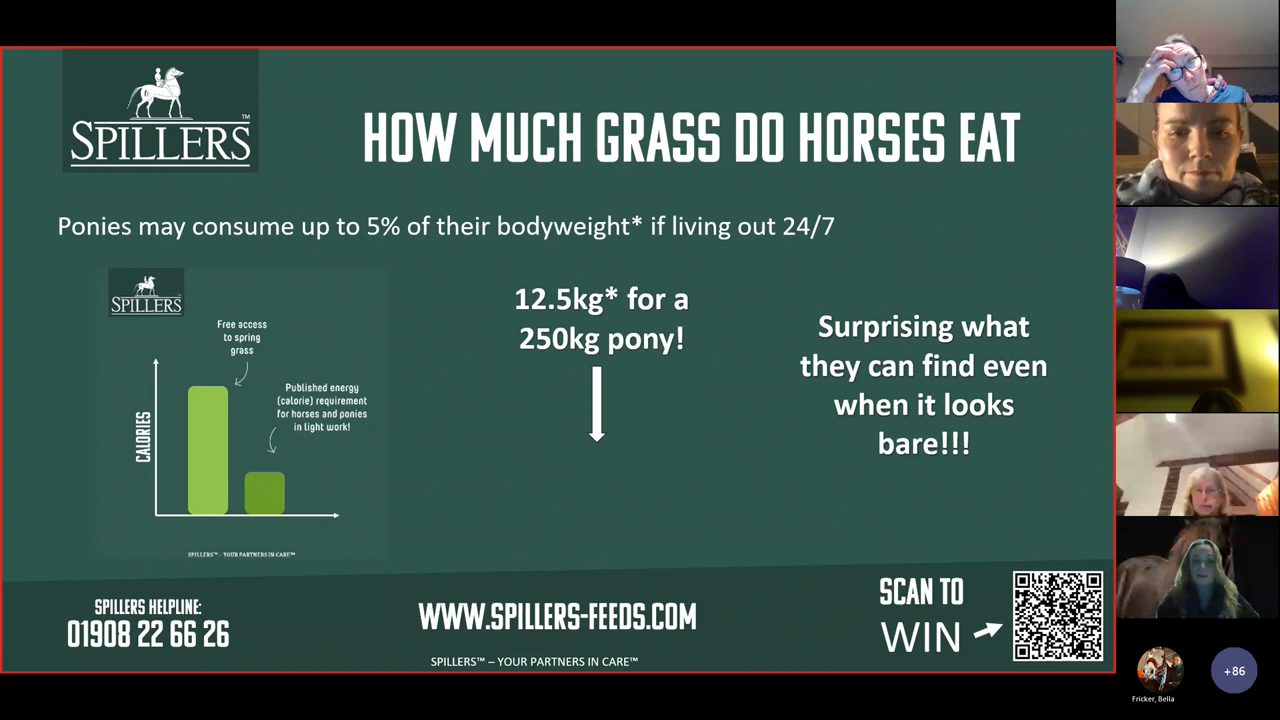 SPILLERS™
HOW MUCH GRASS DO HORSES EAT
Ponies may consume up to 5% of their bodyweight* if living out 24/7
SPILLERS
Free access
to spring
grass
Published energy
(calorie) requirement
for horses and ponies
in light work!
CALORIES
SPILLERS™ - YOUR PARTNERS IN CARE™
12.5kg* for a
250kg pony!
Surprising what
they can find even
when it looks
bare!!!
SPILLERS HELPLINE:
01908 22 66 26
WWW.SPILLERS-FEEDS.COM
SPILLERS™ – YOUR PARTNERS IN CARE™
SCAN TO
WIN
Fricker, Bella
+86